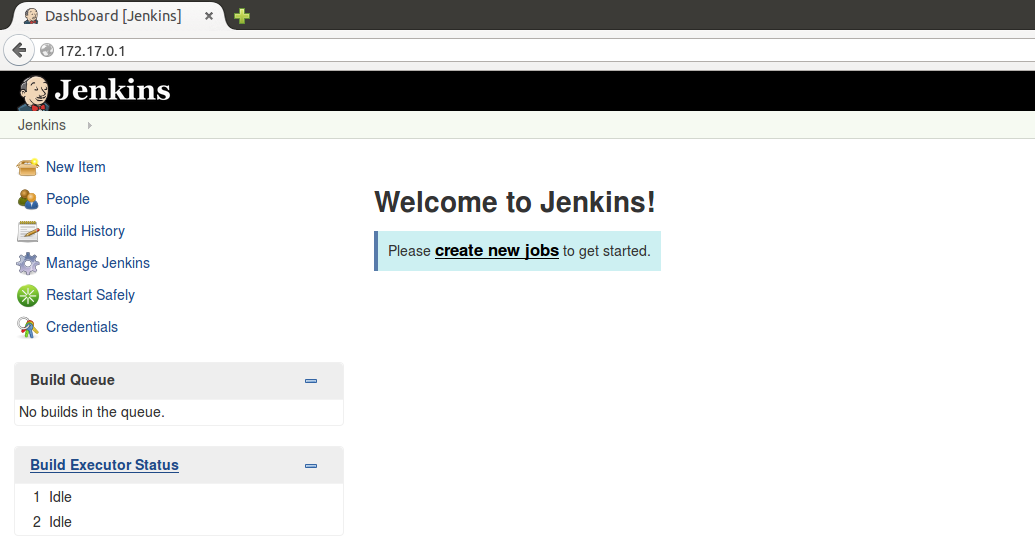 Dashboard [Jenkins]
172.17.0.1
Jenkins
Jenkins
New Item
People
Build History
Manage Jenkins
Restart Safely
Credentials
Welcome to Jenkins!
Please create new jobs to get started.
Build Queue
No builds in the queue.
Build Executor Status
1 Idle
2 Idle